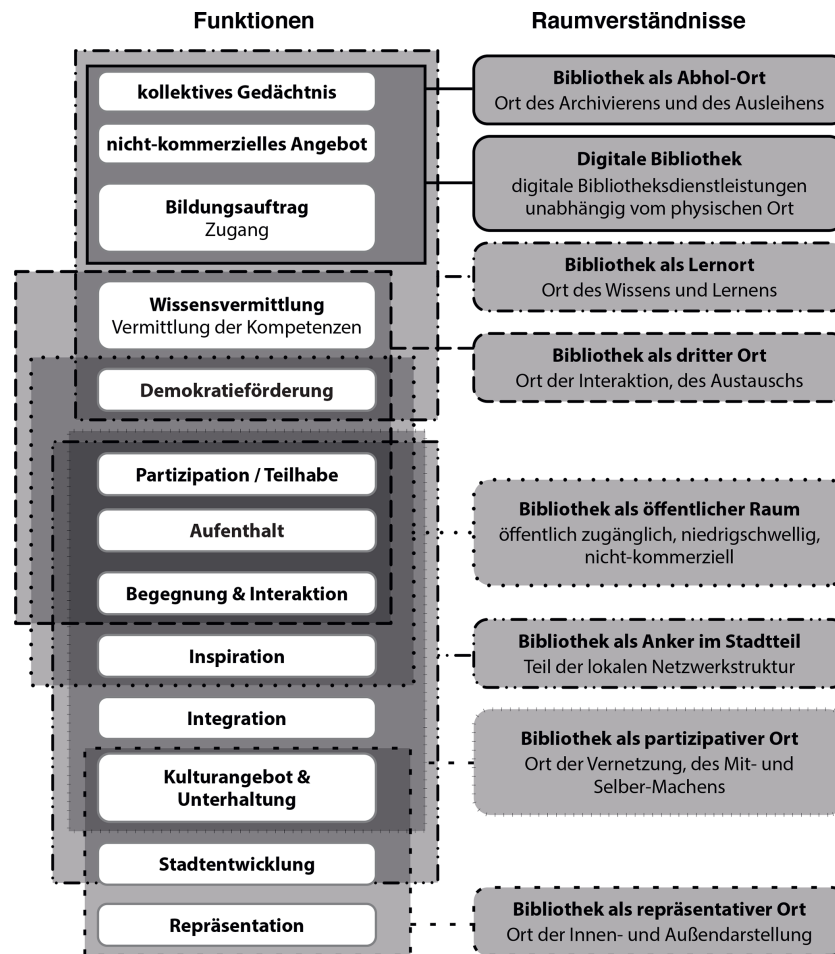 Funktionen
kollektives Gedächtnis
nicht-kommerzielles Angebot
Bildungsauftrag
Zugang
Wissensvermittlung
Vermittlung der Kompetenzen
Demokratieförderung
Partizipation / Teilhabe
Aufenthalt
Begegnung & Interaktion
Inspiration
Integration
Kulturangebot &
Unterhaltung
Stadtentwicklung
Repräsentation
Raumverständnisse
Bibliothek als Abhol-Ort
Ort des Archivierens und des Ausleihens
Digitale Bibliothek
digitale Bibliotheksdienstleistungen
unabhängig vom physischen Ort
Bibliothek als Lernort
Ort des Wissens und Lernens
Bibliothek als dritter Ort
Ort der Interaktion, des Austauschs
Bibliothek als öffentlicher Raum
öffentlich zugänglich, niedrigschwellig,
nicht-kommerziell
Bibliothek als Anker im Stadtteil
Teil der lokalen Netzwerkstruktur
Bibliothek als partizipativer Ort
Ort der Vernetzung, des Mit- und
Selber-Machens
Bibliothek als repräsentativer Ort
Ort der Innen- und Außendarstellung